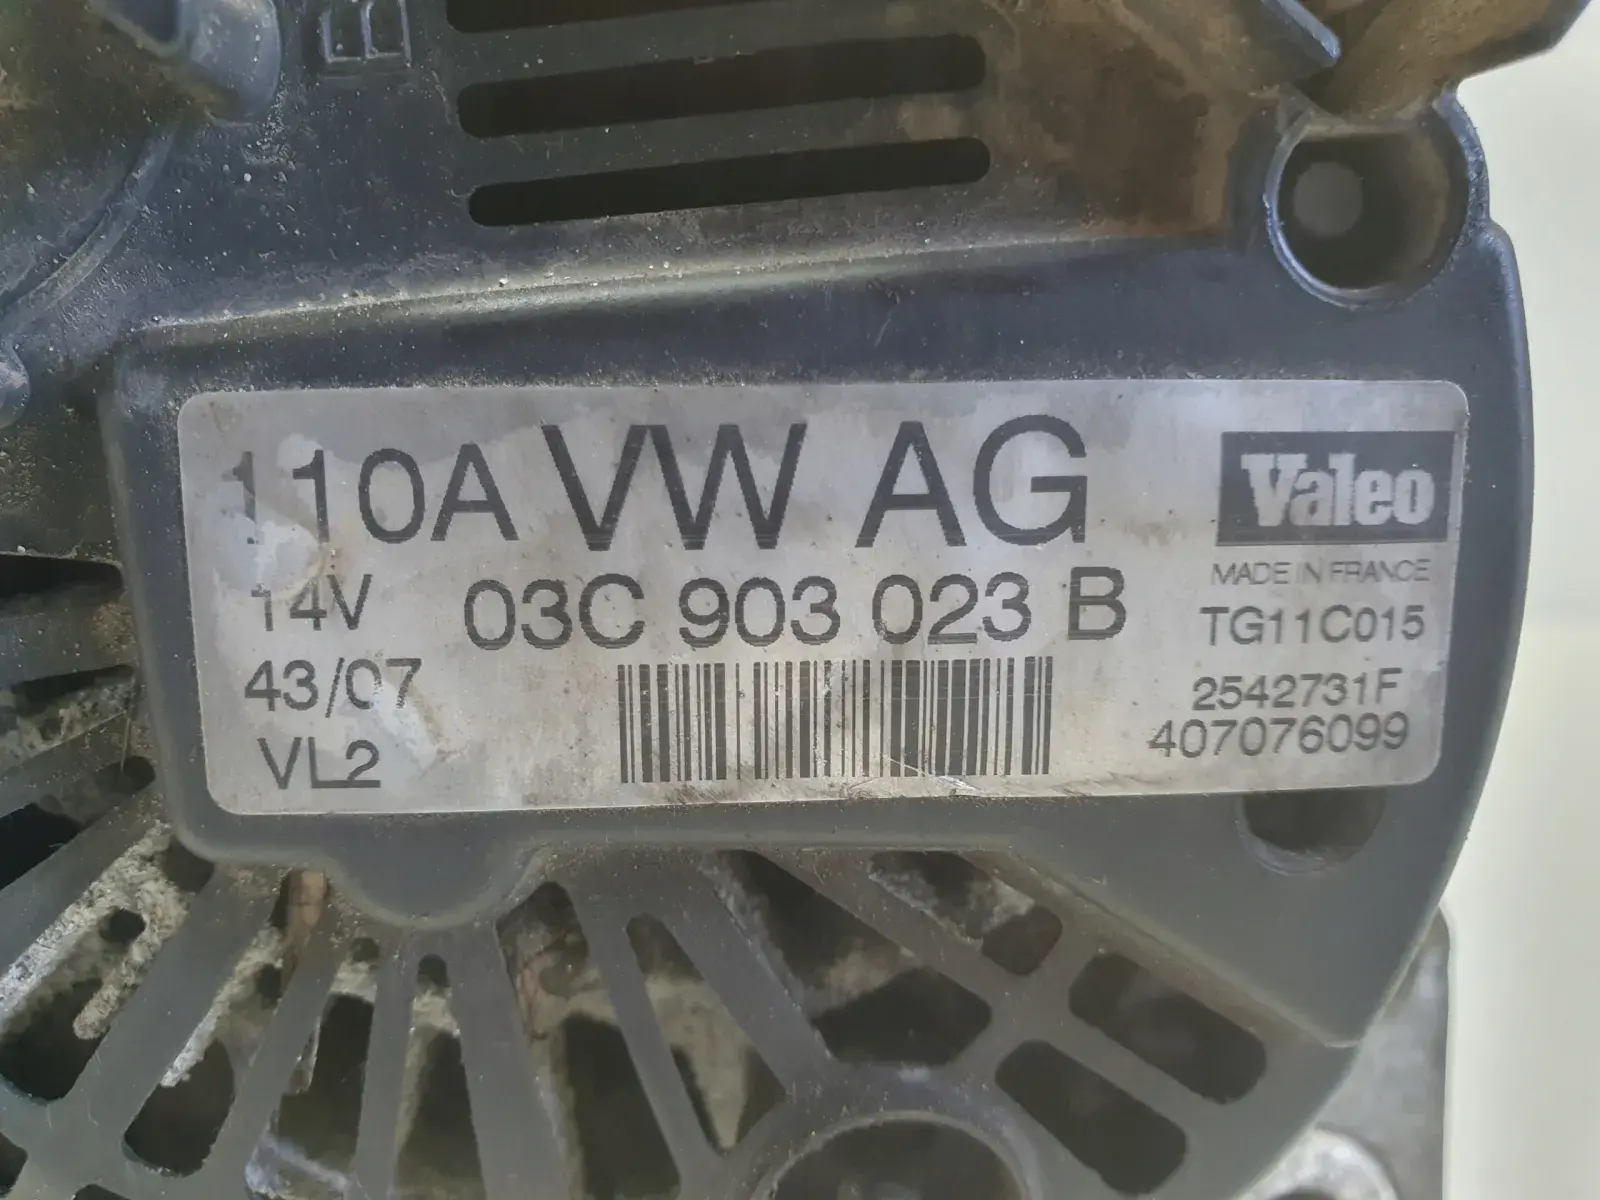 110A VW AG
Valeo
MADE IN FRANCE
14V
03C 903 023 B
TG11C015
43/07
2542731F
VL2
407076099